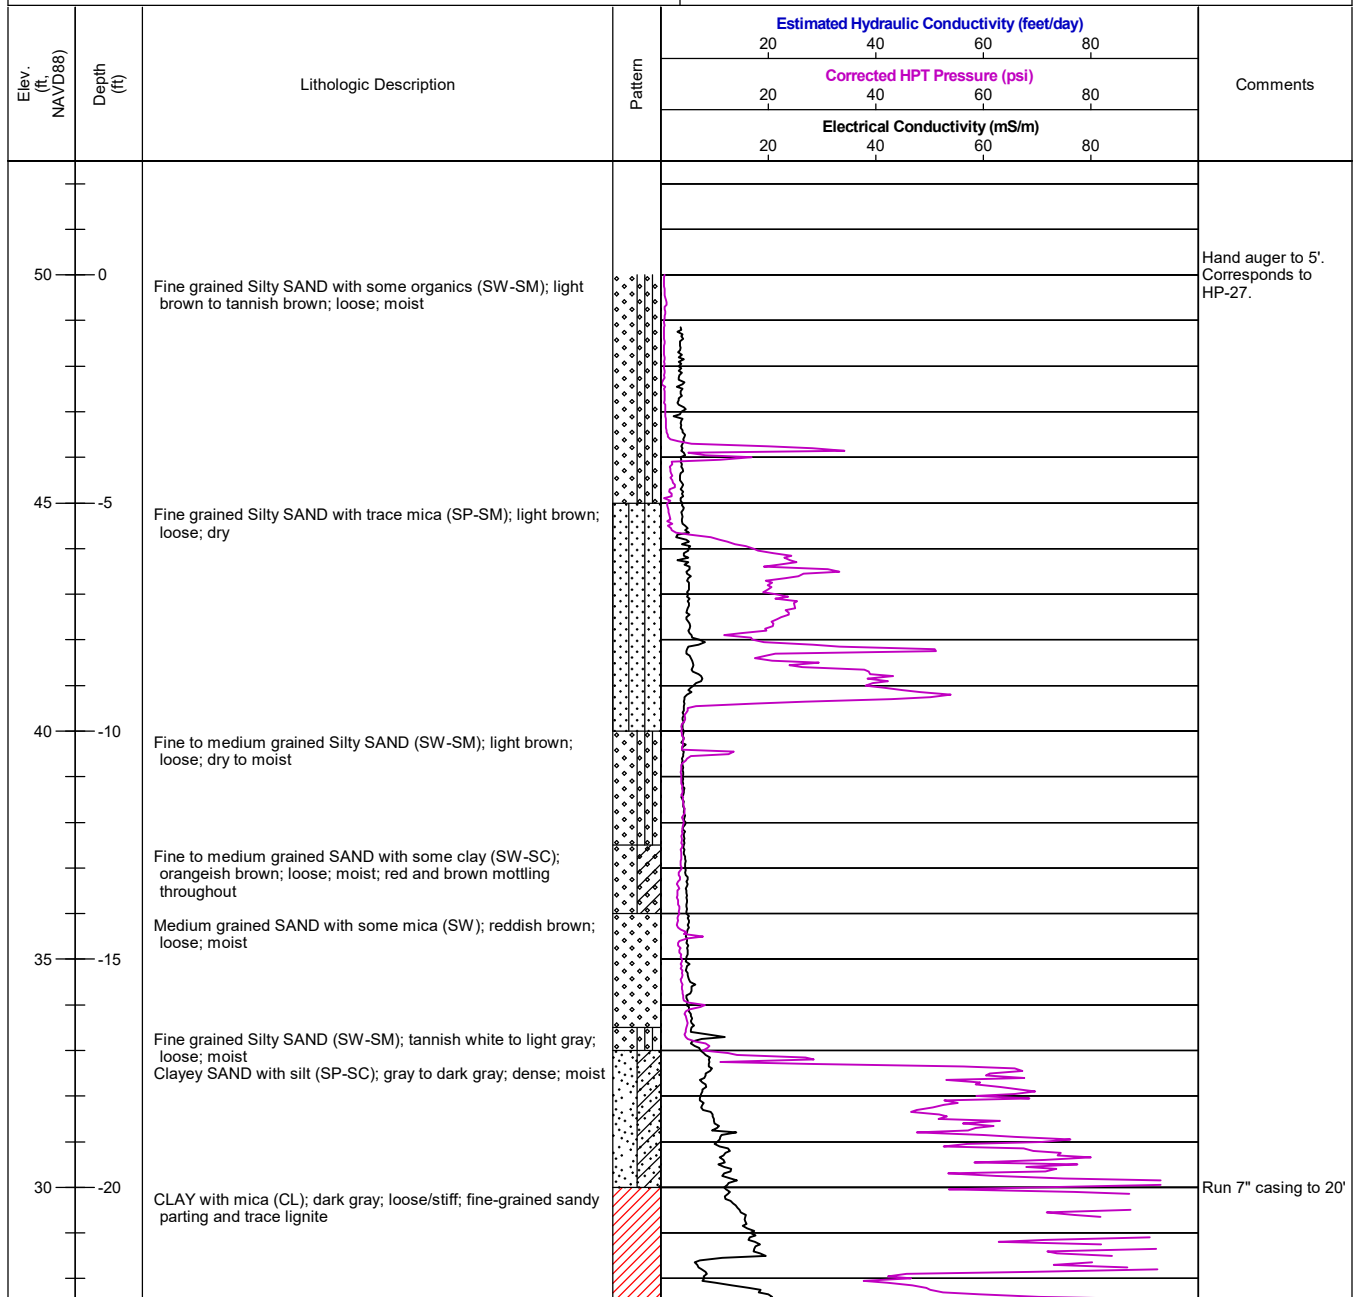 Elev.
(ft,
NAVD88)
Depth
(ft)
Lithologic Description
Pattern
Estimated Hydraulic Conductivity (feet/day)
20 40 60 80
Corrected HPT Pressure (psi)
20 40 60 80
Electrical Conductivity (mS/m)
20 40 60 80
Comments
50 0
Fine grained Silty SAND with some organics (SW-SM); light
brown to tannish brown; loose; moist
Hand auger to 5'.
Corresponds to
HP-27.
45 -5
Fine grained Silty SAND with trace mica (SP-SM); light brown;
loose; dry
40 -10
Fine to medium grained Silty SAND (SW-SM); light brown;
loose; dry to moist
Fine to medium grained SAND with some clay (SW-SC);
orangeish brown; loose; moist; red and brown mottling
throughout
Medium grained SAND with some mica (SW); reddish brown;
loose; moist
35 -15
Fine grained Silty SAND (SW-SM); tannish white to light gray;
loose; moist
Clayey SAND with silt (SP-SC); gray to dark gray; dense; moist
30 -20
CLAY with mica (CL); dark gray; loose/stiff; fine-grained sandy
parting and trace lignite
Run 7" casing to 20'